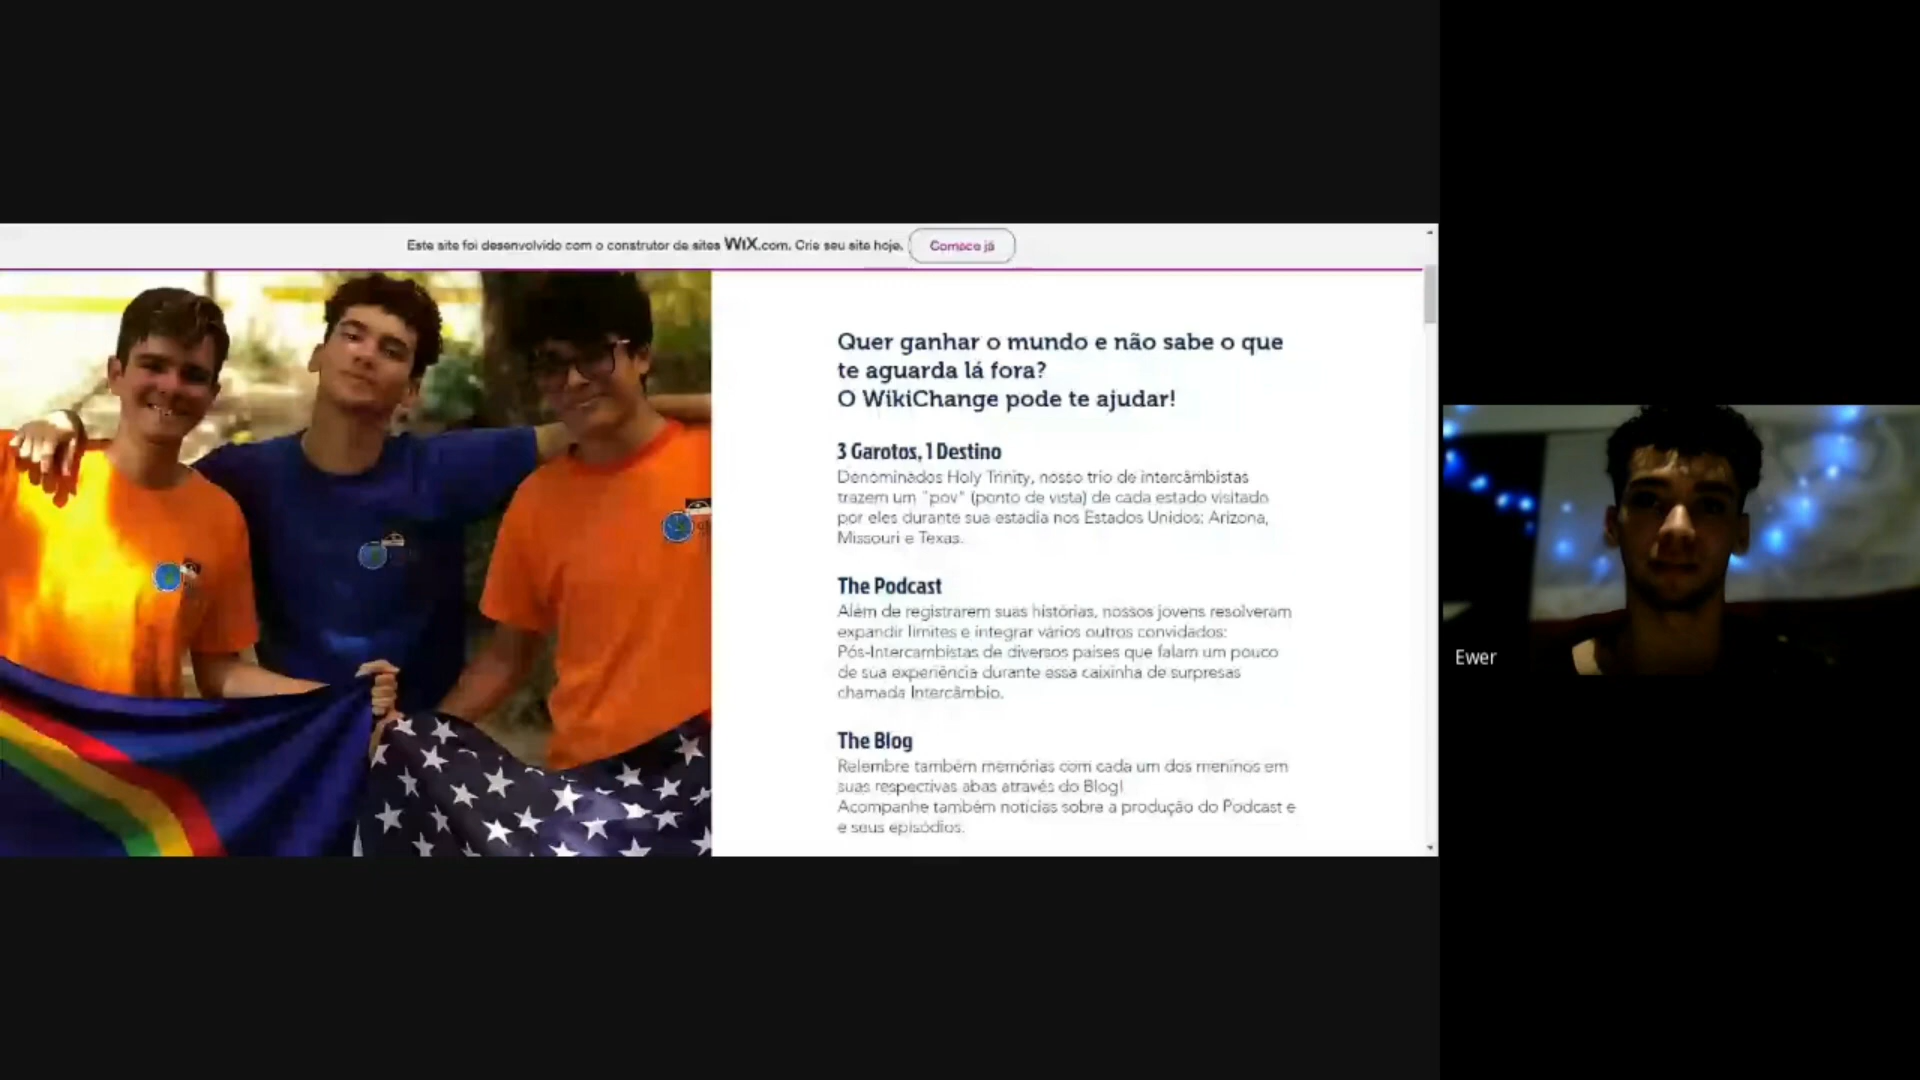 Este site foi desenvolvido com o construtor de sites WiX.com. Crie seu site hoje. Comece já
Quer ganhar o mundo e não sabe o que
te aguarda lá fora?
O WikiChange pode te ajudar!
3 Garotos, 1 Destino
Denominados Holy Trinity, nosso trio de intercâmbistas
trazem um "pov" (ponto de vista) de cada estado visitado
por eles durante sua estadia nos Estados Unidos: Arizona,
Missouri e Texas.
The Podcast
Além de registrarem suas histórias, nossos jovens resolveram
expandir limites e integrar vários outros convidados:
Pós-Intercambistas de diversos países que falam um pouco
de sua experiência durante essa caixinha de surpresas
chamada Intercâmbio.
The Blog
Relembre também memórias com cada um dos meninos em
suas respectivas abas através do Blog!
Acompanhe também notícias sobre a produção do Podcast e
e seus episódios.
Ewer